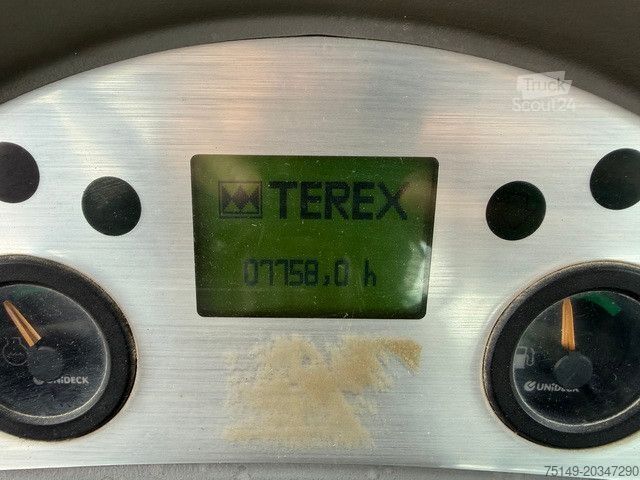 Truck
Scout24
TEREX
07758,0 h
UNiDECK
UNiDECK
75149-20347290